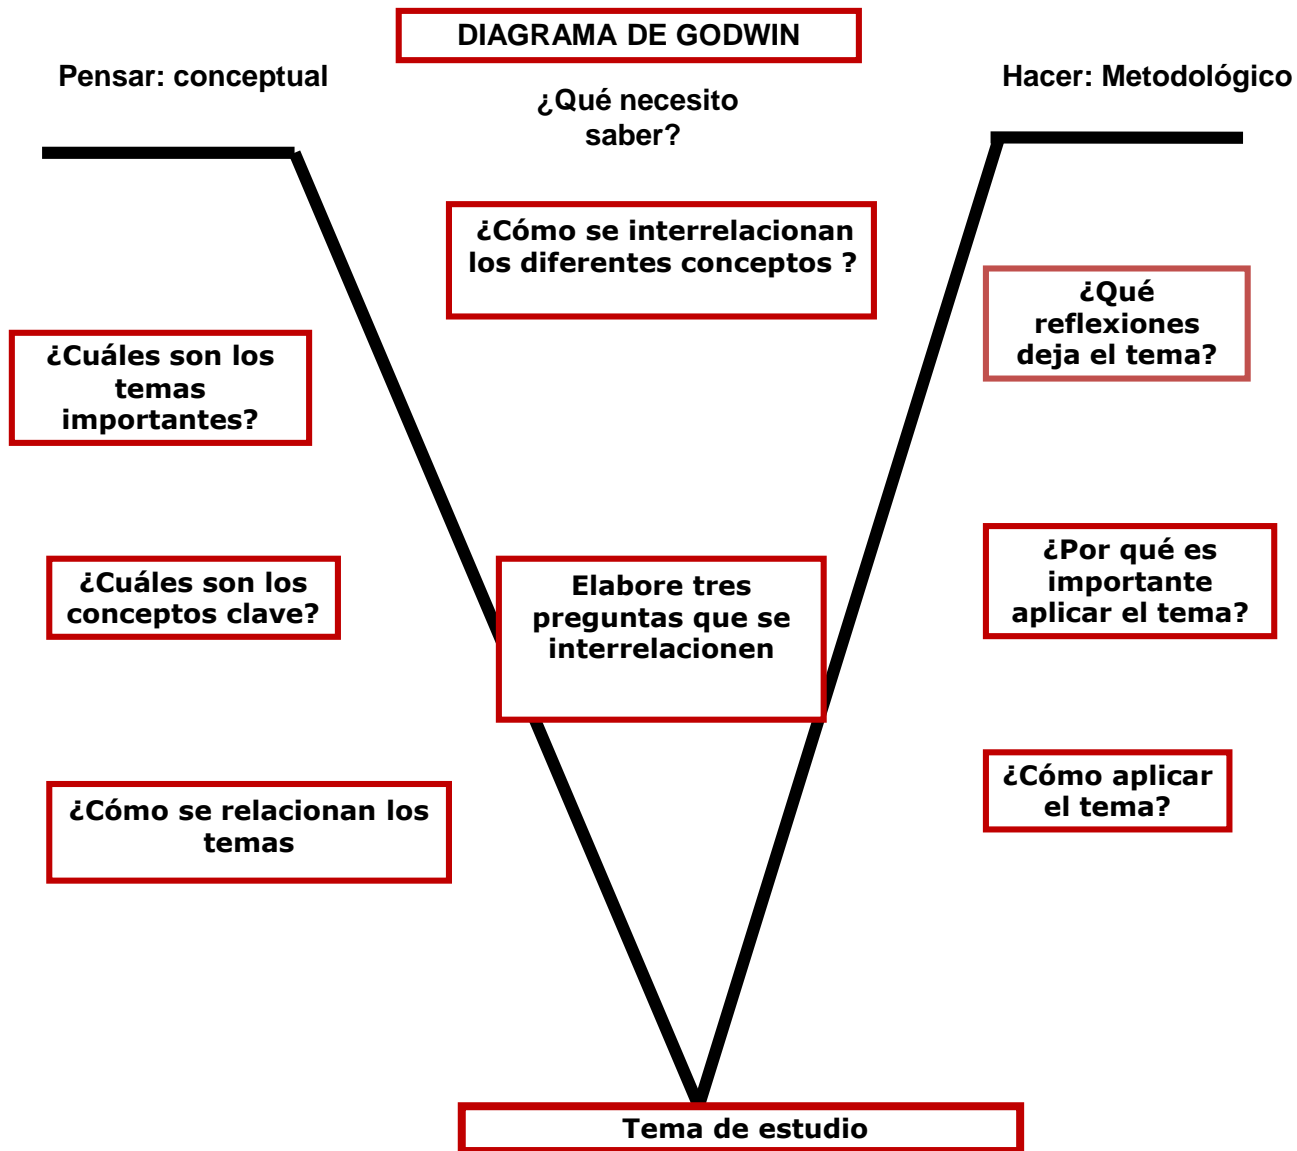 DIAGRAMA DE GODWIN
Pensar: conceptual
Hacer: Metodológico
¿Qué necesito
saber?
¿Cómo se interrelacionan
los diferentes conceptos ?
¿Qué
reflexiones
deja el tema?
¿Cuáles son los
temas
importantes?
¿Cuáles son los
conceptos clave?
Elabore tres
preguntas que se
interrelacionen
¿Por qué es
importante
aplicar el tema?
¿Cómo se relacionan los
temas
¿Cómo aplicar
el tema?
Tema de estudio